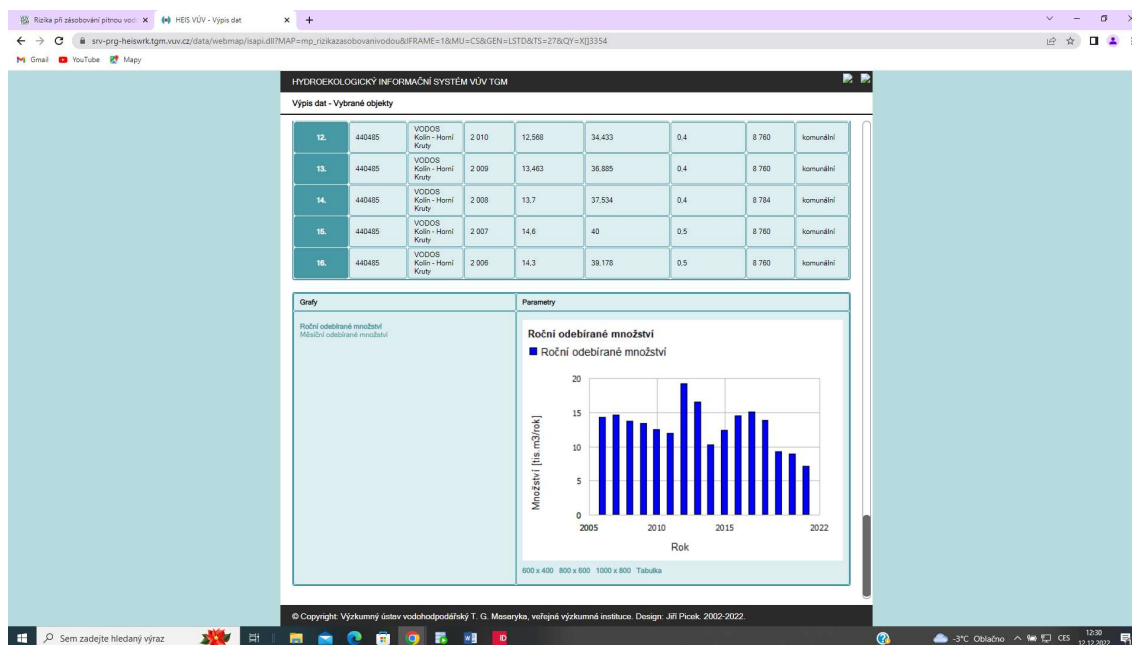 Rizika při zásobování pitnou vod
HEIS VÚV - Výpis dat
srv-prg-heiswrk.tgm.vuv.cz/data/webmap/isapi.dll?MAP=mp_rizikazasobovanivodou&IFRAME=1&MU=CS&GEN=LSTD&TS=27&QY=X[]3354
Gmail YouTube Mapy
HYDROEKOLOGICKÝ INFORMAČNÍ SYSTÉM VÚV TGM
Výpis dat - Vybrané objekty
12. 440485 VODOS Kolín - Horní Kruty 2 010 12,568 34,433 0,4 8 760 komunální
13. 440485 VODOS Kolín - Horní Kruty 2 009 13,463 36,885 0,4 8 760 komunální
14. 440485 VODOS Kolín - Horní Kruty 2 008 13,7 37,534 0,4 8 784 komunální
15. 440485 VODOS Kolín - Horní Kruty 2 007 14,6 40 0,5 8 760 komunální
16. 440485 VODOS Kolín - Horní Kruty 2 006 14,3 39,178 0,5 8 760 komunální
Grafy Parametry
Roční odebírané množství
Měsíční odebírané množství
Roční odebírané množství
Roční odebírané množství
Množství [tis.m3/rok]
20
15
10
5
0
2005 2010 2015 2022
Rok
600 x 400 800 x 600 1000 x 800 Tabulka
© Copyright: Výzkumný ústav vodohodpodářský T. G. Masaryka, veřejná výzkumná instituce. Design: Jiří Picek. 2002-2022.
Sem zadejte hledaný výraz
-3°C Oblačno CES 12:30
12.12.2022